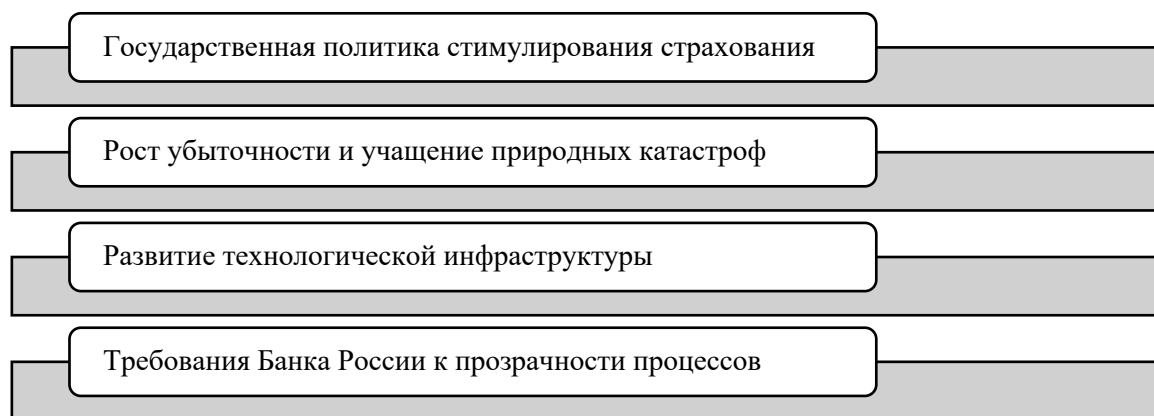 Государственная политика стимулирования страхования
Рост убыточности и учащение природных катастроф
Развитие технологической инфраструктуры
Требования Банка России к прозрачности процессов